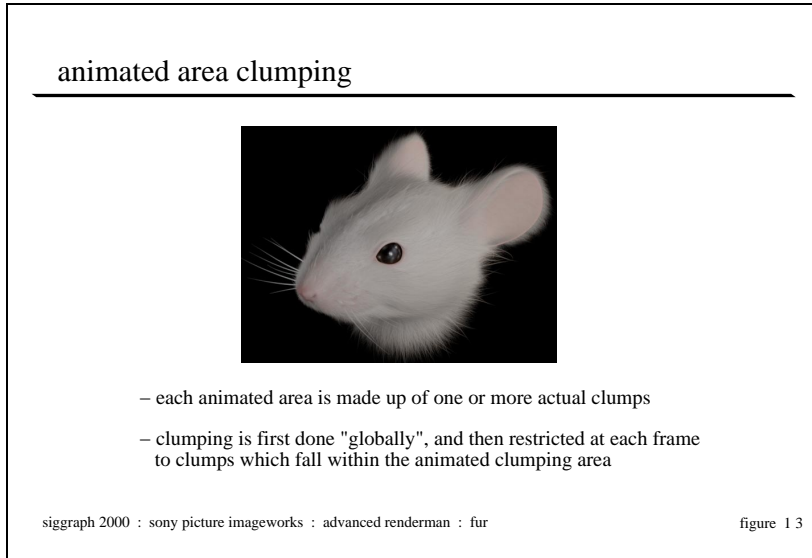 animated area clumping
– each animated area is made up of one or more actual clumps
– clumping is first done "globally", and then restricted at each frame
to clumps which fall within the animated clumping area
siggraph 2000 : sony picture imageworks : advanced renderman : fur
figure 1 3